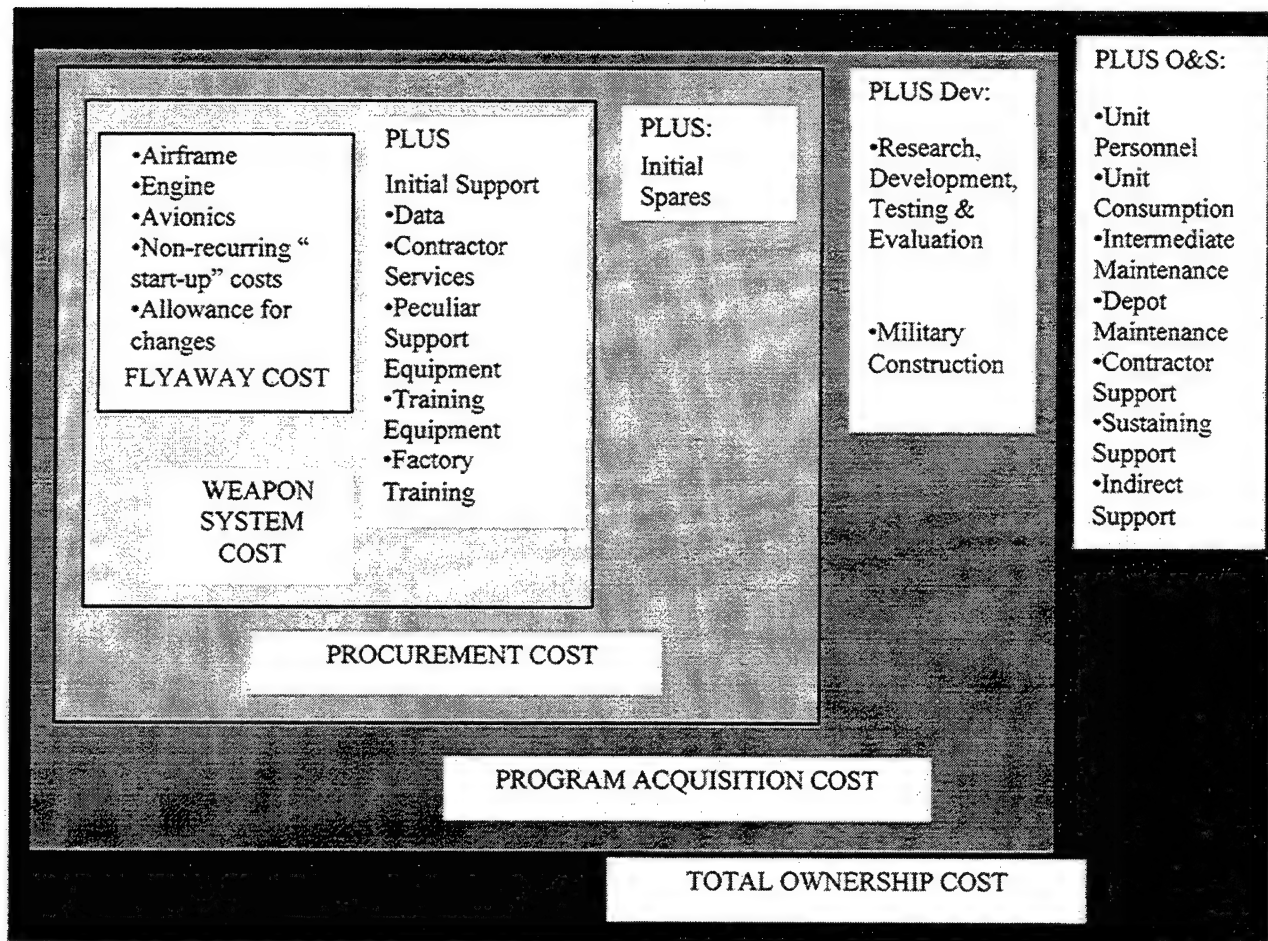 •Airframe
•Engine
•Avionics
•Non-recurring “
start-up” costs
•Allowance for
changes
FLYAWAY COST
PLUS
Initial Support
•Data
•Contractor
Services
•Peculiar
Support
Equipment
•Training
Equipment
•Factory
Training
WEAPON
SYSTEM
COST
PLUS:
Initial
Spares
PROCUREMENT COST
PLUS Dev:
•Research,
Development,
Testing &
Evaluation
•Military
Construction
PROGRAM ACQUISITION COST
PLUS O&S:
•Unit
Personnel
•Unit
Consumption
•Intermediate
Maintenance
•Depot
Maintenance
•Contractor
Support
•Sustaining
Support
•Indirect
Support
TOTAL OWNERSHIP COST